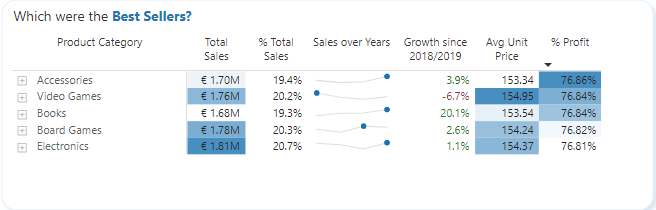 Which were the Best Sellers?
Product Category Total Sales % Total Sales Sales over Years Growth since 2018/2019 Avg Unit Price % Profit
Accessories € 1.70M 19.4% 3.9% 153.34 76.86%
Video Games € 1.76M 20.2% -6.7% 154.95 76.84%
Books € 1.68M 19.3% 20.1% 153.54 76.84%
Board Games € 1.78M 20.3% 2.6% 154.24 76.82%
Electronics € 1.81M 20.7% 1.1% 154.37 76.81%